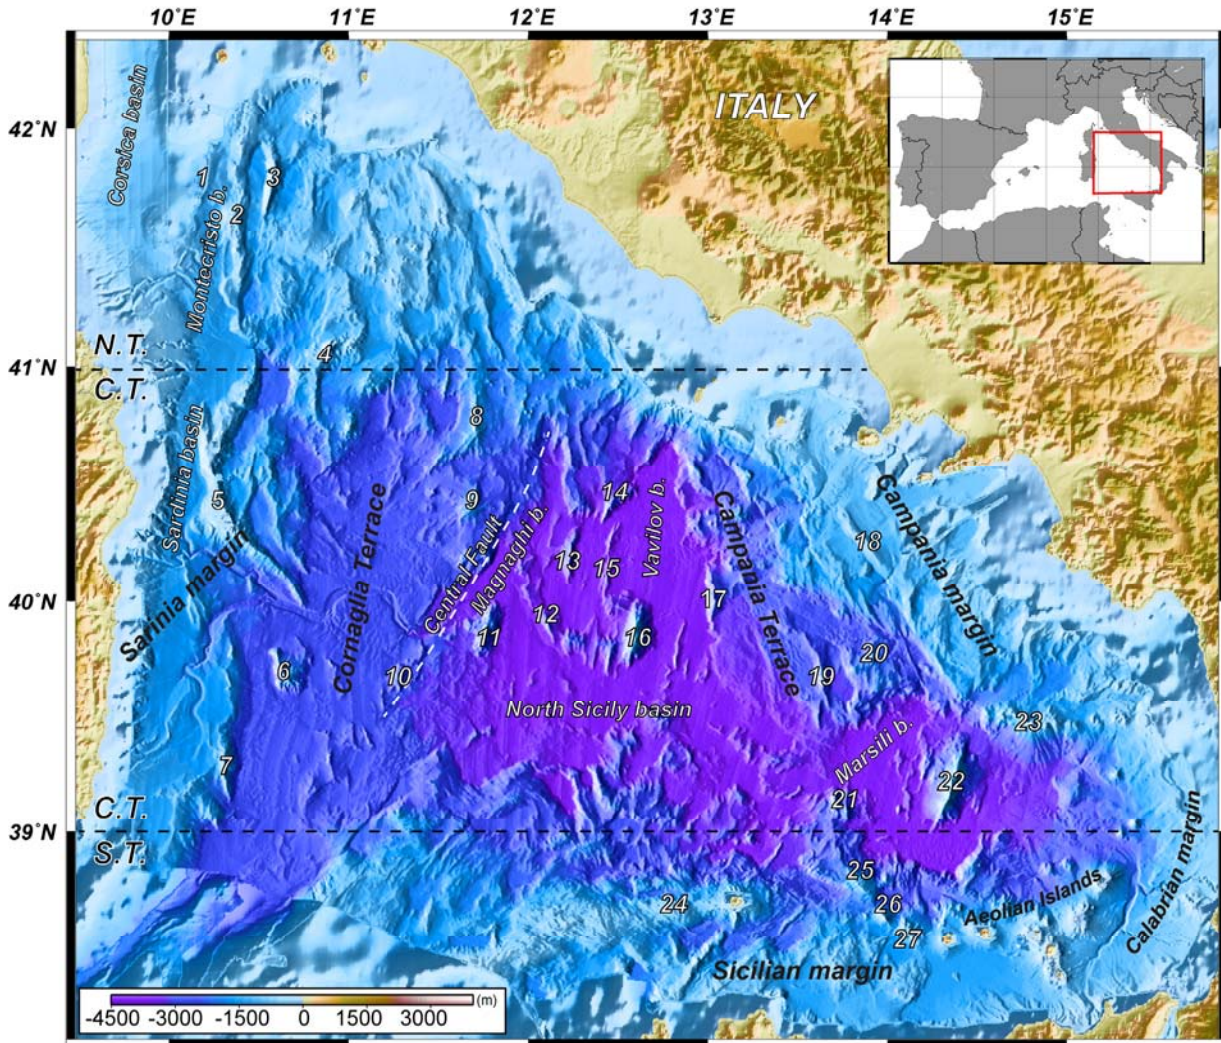 10°E 11°E 12°E 13°E 14°E 15°E
42°N
41°N
40°N
39°N
ITALY
Corsica basin
1
3
2
Montecristo b.
N.T.
C.T.
4
Sardinia basin
5
8
9
Cornaglia Terrace
Central Fault
Magnaghi b.
14
Vavilov b.
13
15
12
11
16
17
Campania Terrace
18
Campania margin
Sarinia margin
6
10
19
20
North Sicily basin
7
Marsili b.
21
22
23
C.T.
S.T.
25
24
26
27
Aeolian Islands
Calabrian margin
Sicilian margin
(m)
-4500 -3000 -1500 0 1500 3000